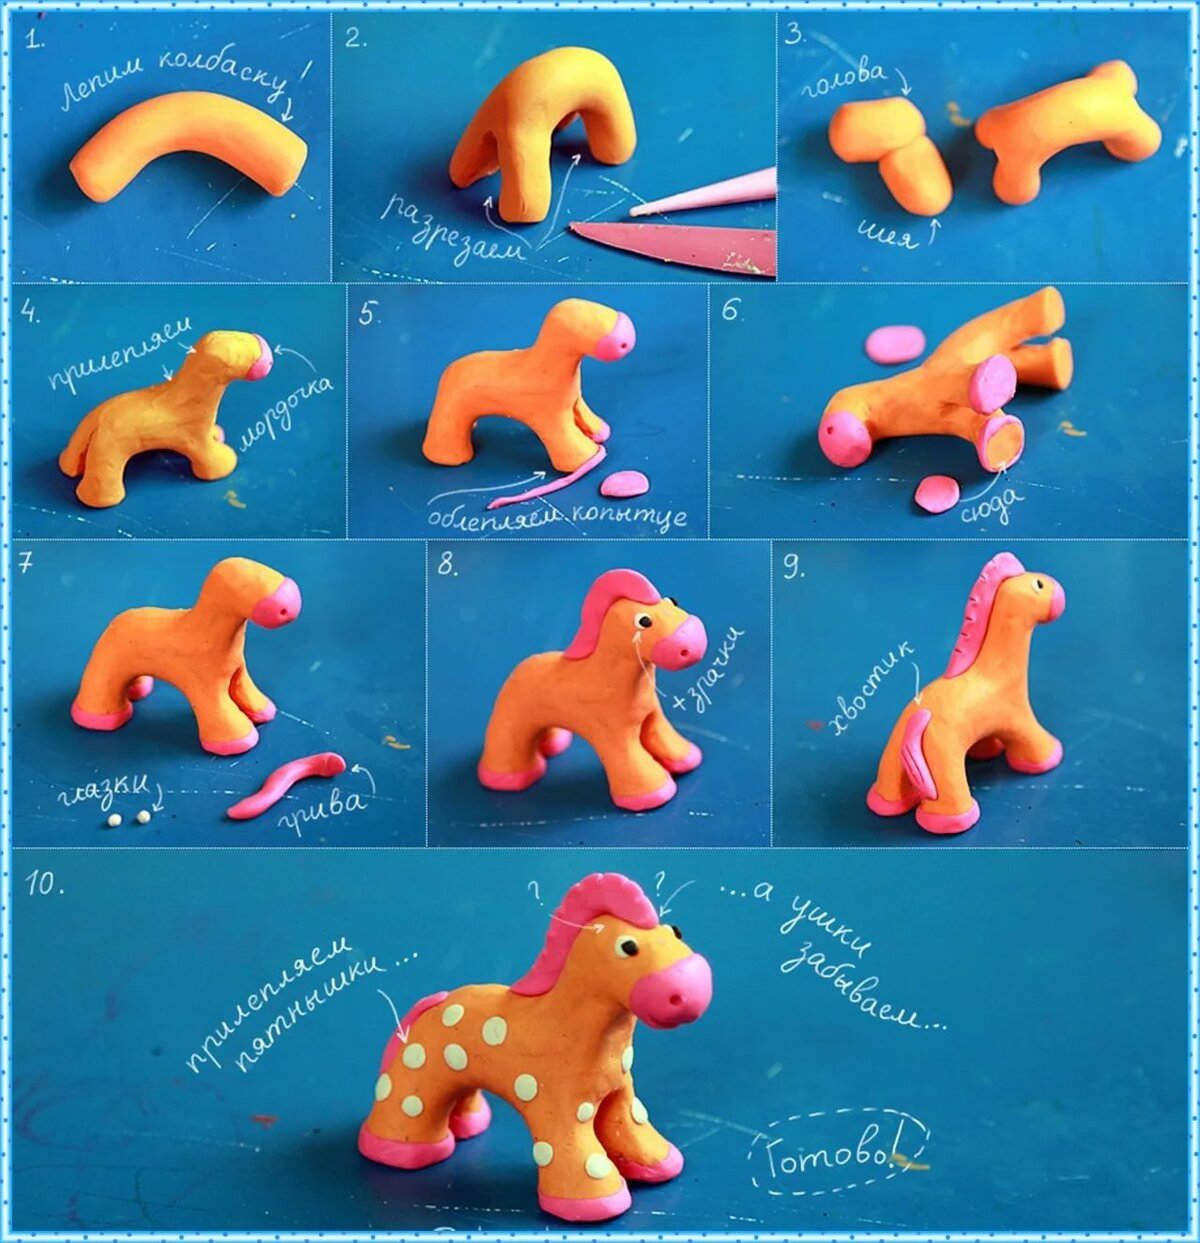 1.
Лепим колбаску!
2.
разрезаем
3.
голова
шея
4.
прилепляем
мордочка
5.
облепляем копытце
6.
сюда
7
глазки
грива
8.
+ зрачки
9.
хвостик
10.
прилепляем
пятнышки...
?
?
...а ушки
забываем...
Готово!